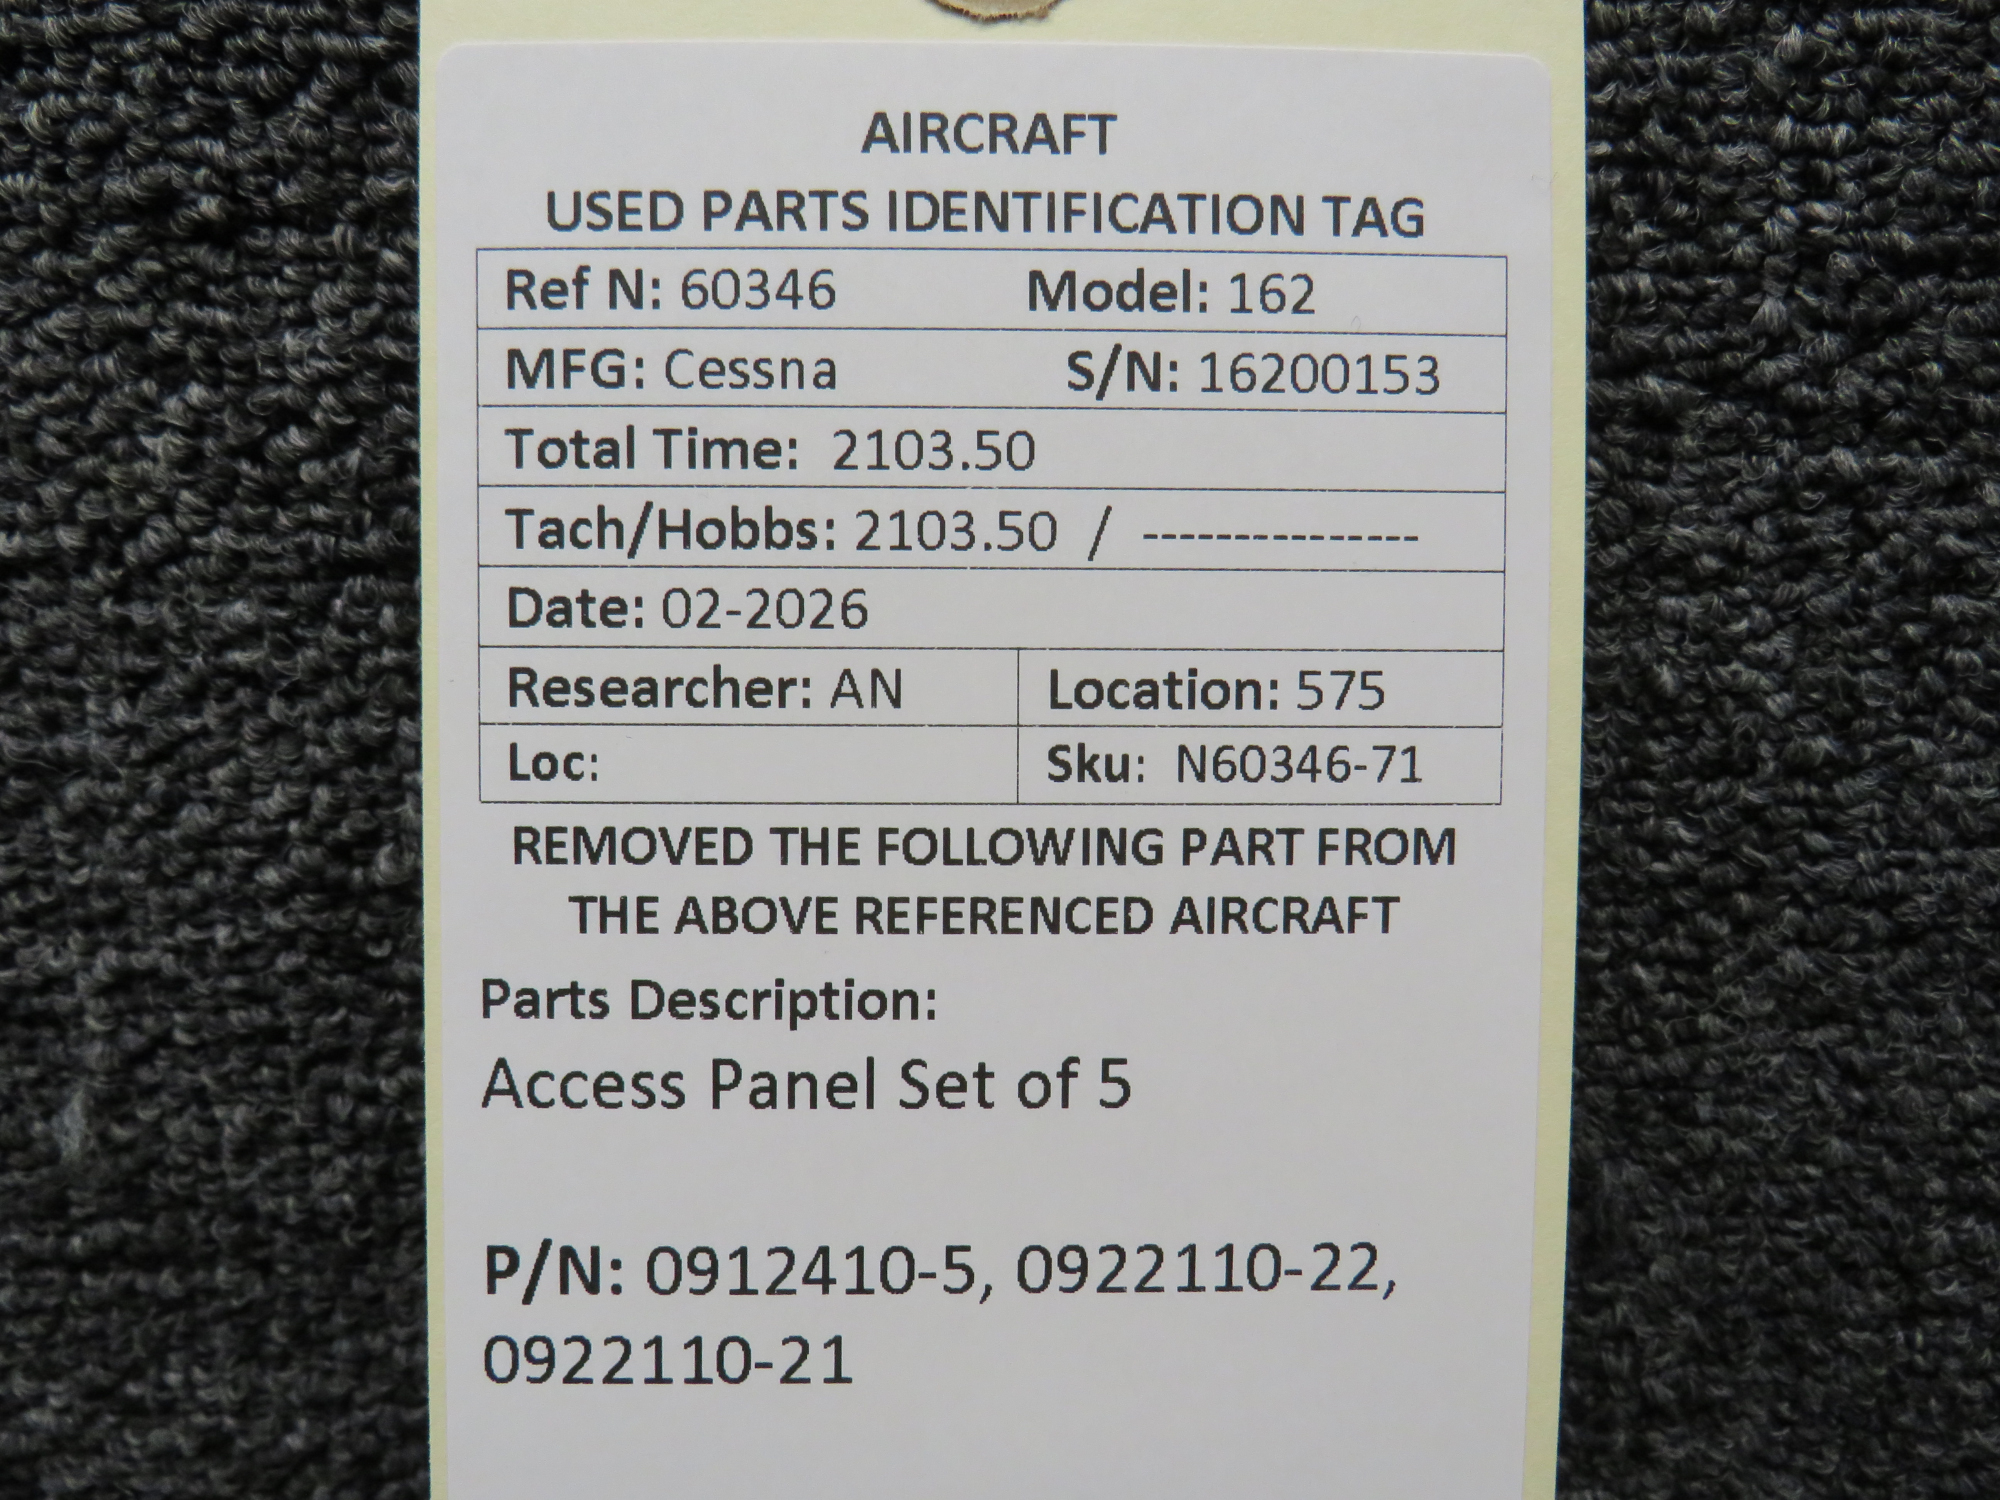 AIRCRAFT
USED PARTS IDENTIFICATION TAG
Ref N: 60346 Model: 162
MFG: Cessna S/N: 16200153
Total Time: 2103.50
Tach/Hobbs: 2103.50 / ---------------
Date: 02-2026
Researcher: AN Location: 575
Loc: Sku: N60346-71
REMOVED THE FOLLOWING PART FROM
THE ABOVE REFERENCED AIRCRAFT
Parts Description:
Access Panel Set of 5
P/N: 0912410-5, 0922110-22,
0922110-21